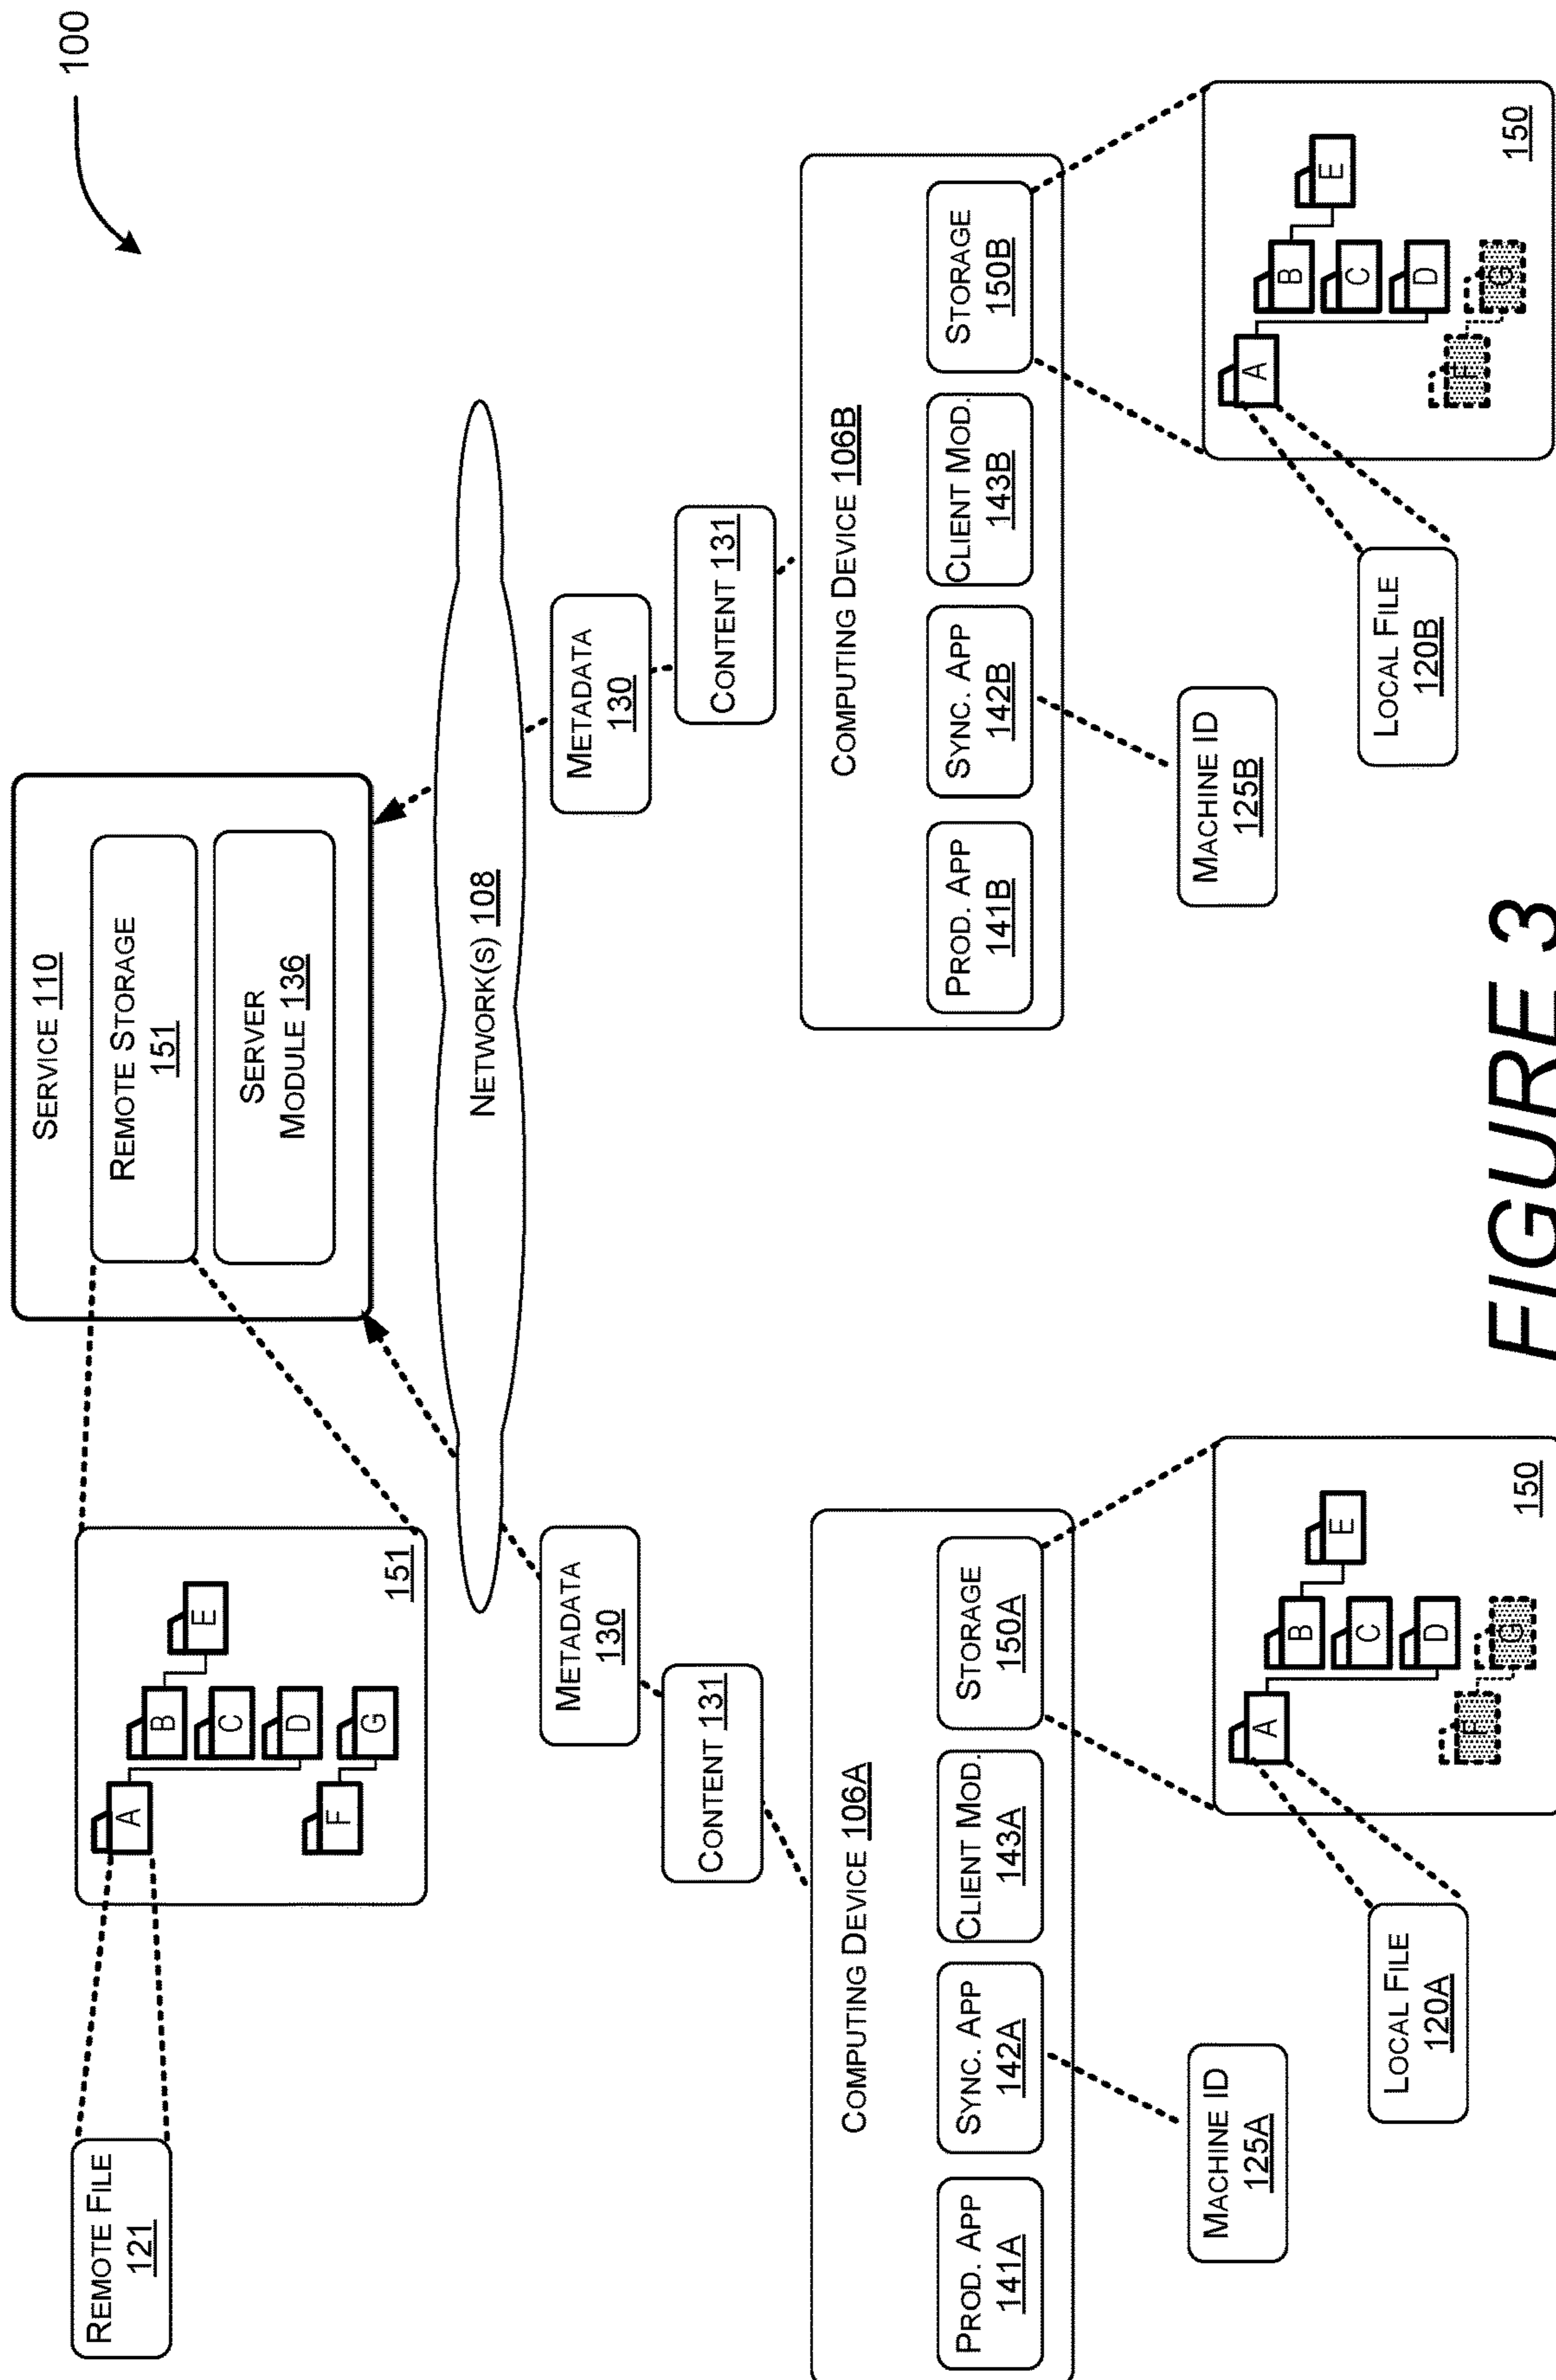 100
SERVICE 110
REMOTE STORAGE
151
SERVER
MODULE 136
REMOTE FILE
121
A
B
C
D
E
F
G
151
NETWORK(S) 108
METADATA
130
CONTENT 131
METADATA
130
CONTENT 131
COMPUTING DEVICE 106A
PROD. APP
141A
SYNC. APP
142A
CLIENT MOD.
143A
STORAGE
150A
MACHINE ID
125A
LOCAL FILE
120A
A
B
C
D
E
F
G
150
COMPUTING DEVICE 106B
PROD. APP
141B
SYNC. APP
142B
CLIENT MOD.
143B
STORAGE
150B
MACHINE ID
125B
LOCAL FILE
120B
A
B
C
D
E
F
G
150
FIGURE 3